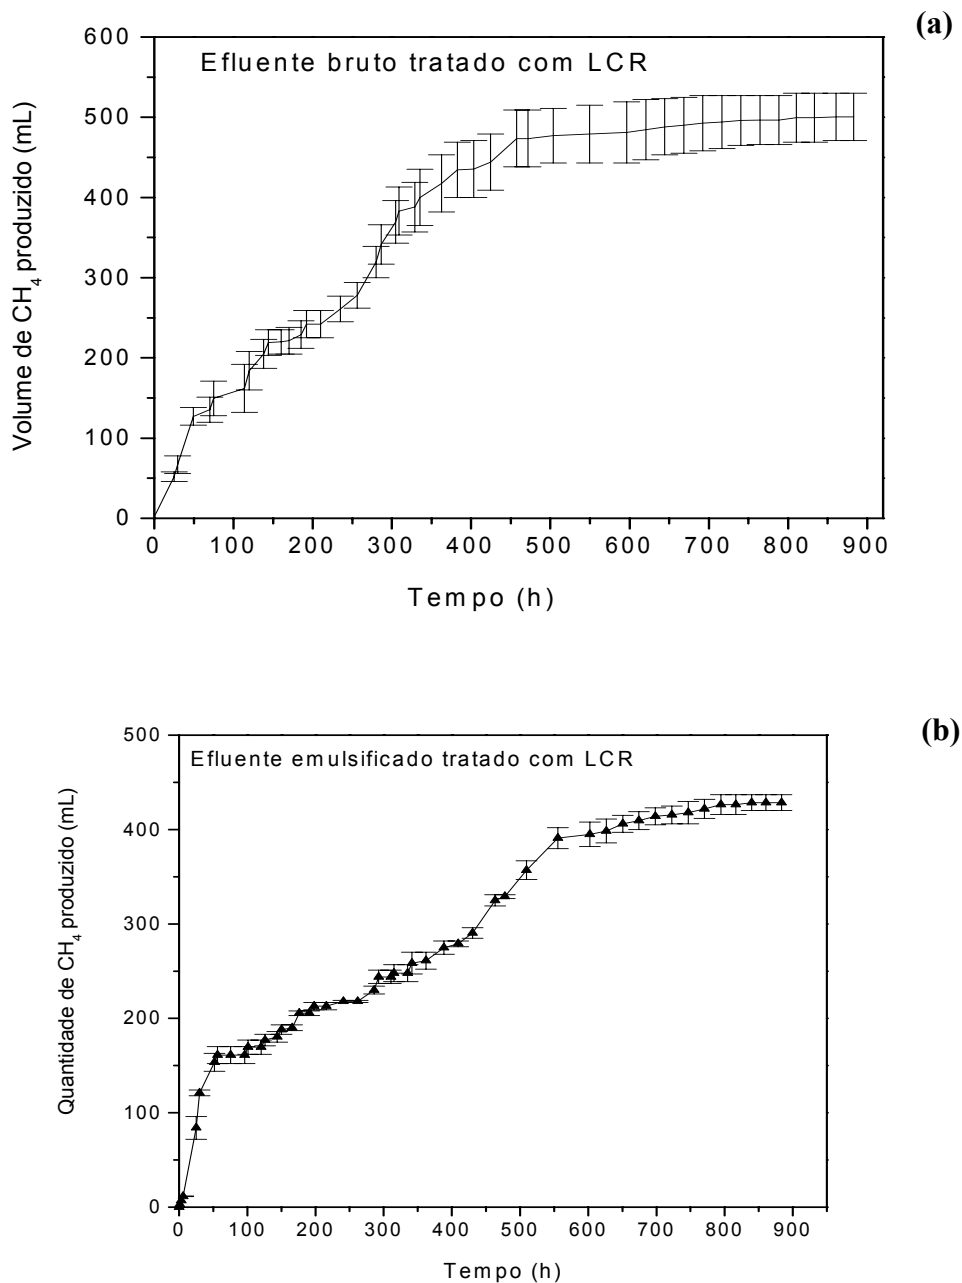 (a)
Efluente bruto tratado com LCR
Volume de CH4 produzido (mL)
600
500
400
300
200
100
0
0 100 200 300 400 500 600 700 800 900
Tempo (h)
(b)
Efluente emulsificado tratado com LCR
Quantidade de CH4 produzido (mL)
500
400
300
200
100
0
0 100 200 300 400 500 600 700 800 900
Tempo (h)